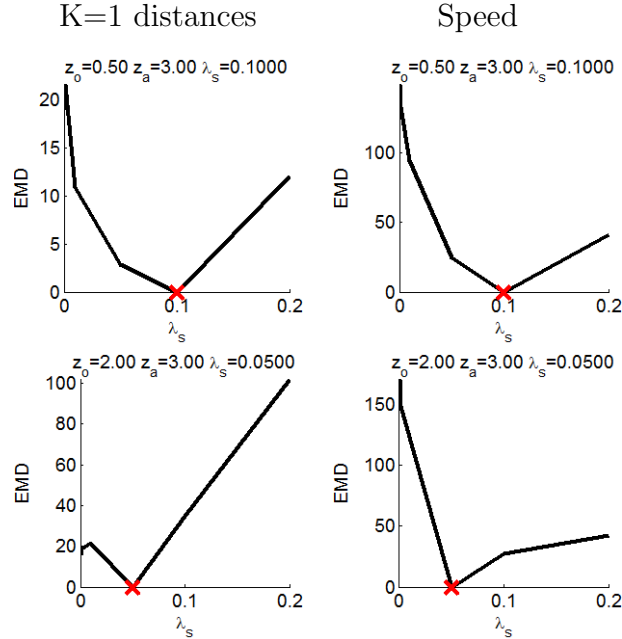 K=1 distances
Speed
z_o=0.50 z_a=3.00 λ_s=0.1000
20
15
10
5
0
EMD
0
0.1
0.2
λ_s
z_o=0.50 z_a=3.00 λ_s=0.1000
100
50
0
EMD
0
0.1
0.2
λ_s
z_o=2.00 z_a=3.00 λ_s=0.0500
100
80
60
40
20
0
EMD
0
0.1
0.2
λ_s
z_o=2.00 z_a=3.00 λ_s=0.0500
150
100
50
0
EMD
0
0.1
0.2
λ_s